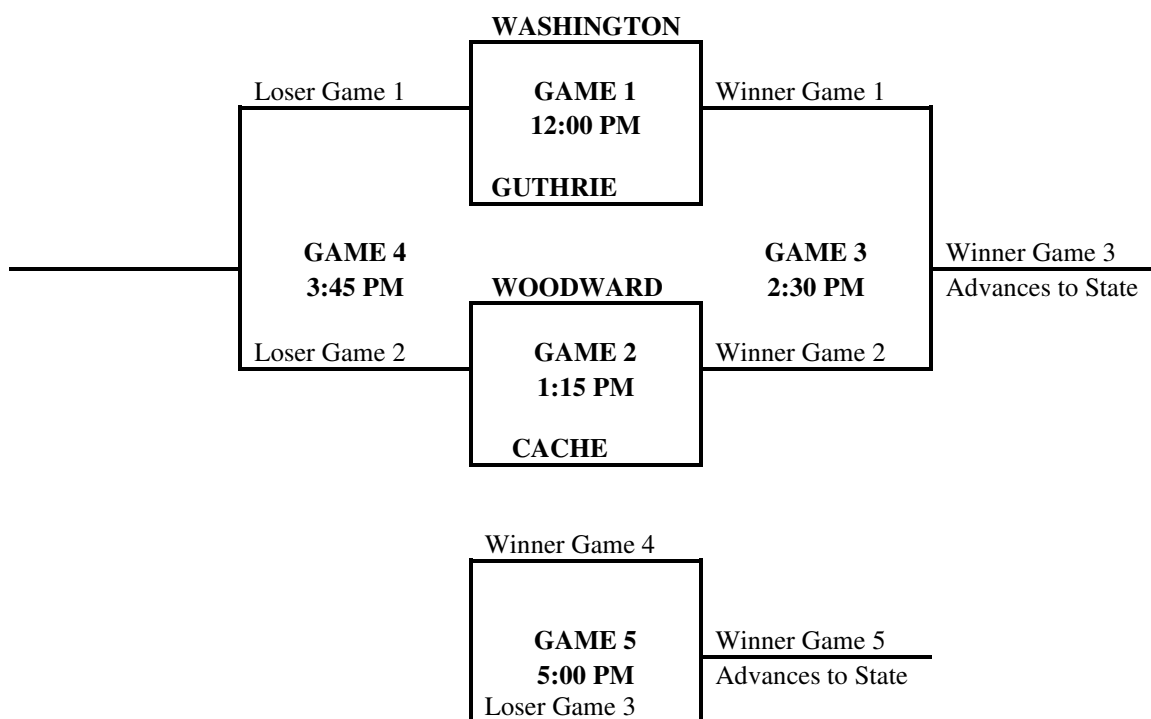 WASHINGTON
Loser Game 1
GAME 1
Winner Game 1
12:00 PM
GUTHRIE
GAME 4
GAME 3
Winner Game 3
3:45 PM
WOODWARD
2:30 PM
Advances to State
Loser Game 2
GAME 2
Winner Game 2
1:15 PM
CACHE
Winner Game 4
GAME 5
Winner Game 5
5:00 PM
Advances to State
Loser Game 3